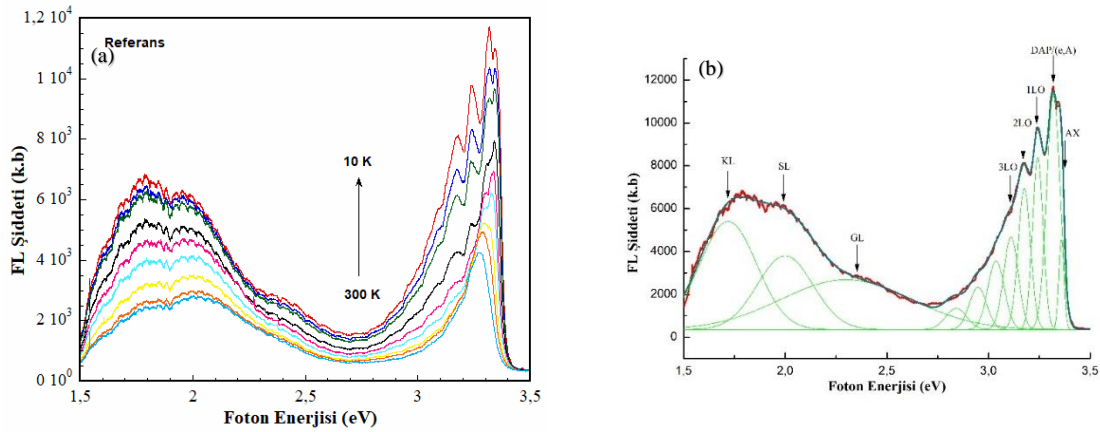 1,2 10⁴
Referans
(a)
1 10⁴
8 10³
6 10³
4 10³
2 10³
0 10⁰
FL Şiddeti (k.b)
10 K
300 K
1,5
2
2,5
3
3,5
Foton Enerjisi (eV)
(b)
DAP/(e,A)
1LO
2LO
3LO
AX
KL
SL
GL
12000
10000
8000
6000
4000
2000
0
FL Şiddeti (k.b)
1,5
2,0
2,5
3,0
3,5
Foton Enerjisi (eV)